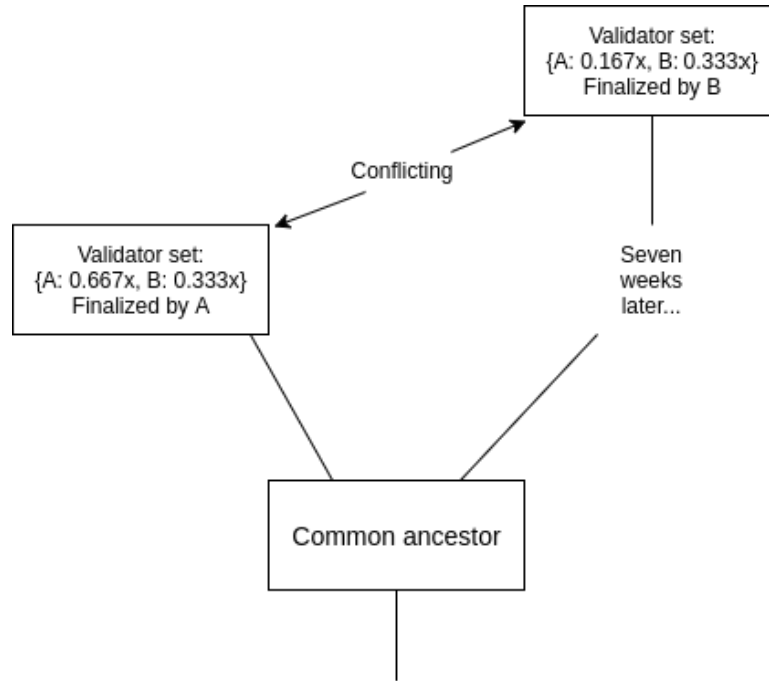 Validator set:
{A: 0.167x, B: 0.333x}
Finalized by B
Conflicting
Validator set:
{A: 0.667x, B: 0.333x}
Finalized by A
Seven
weeks
later...
Common ancestor